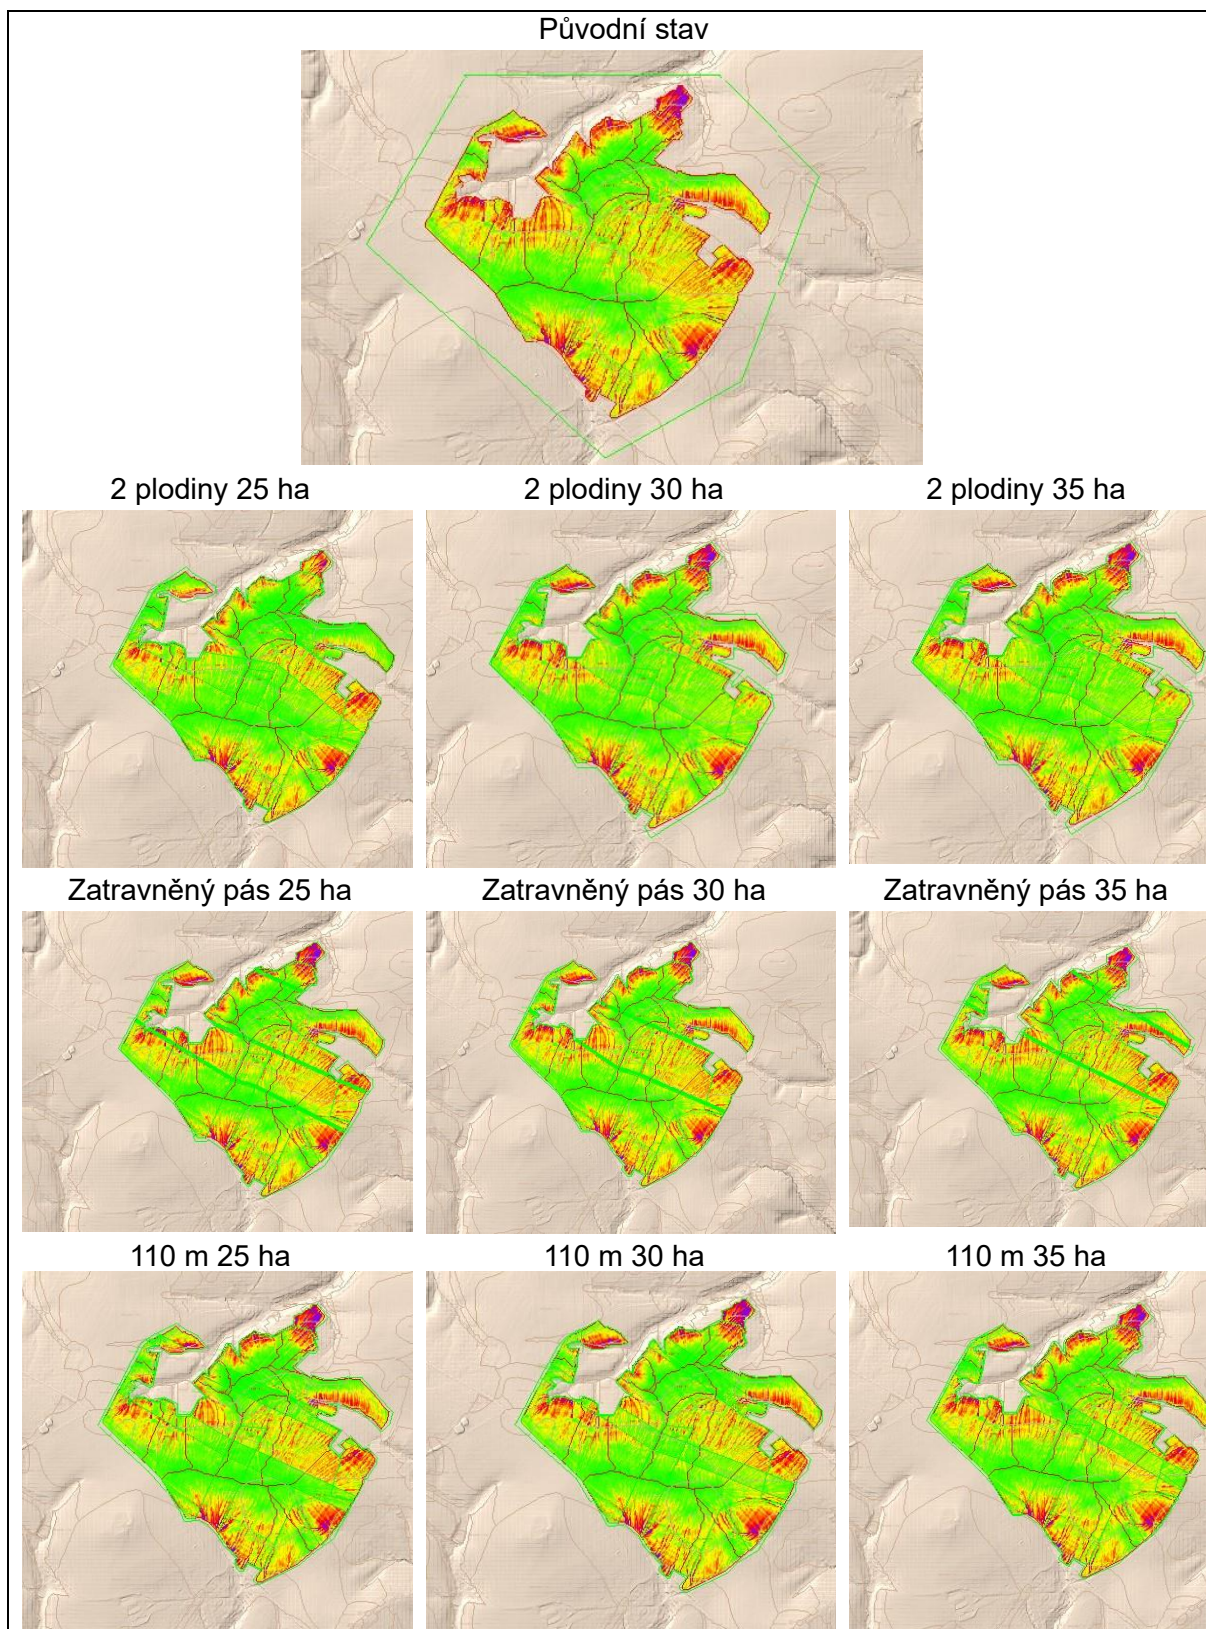 Původní stav
2 plodiny 25 ha
2 plodiny 30 ha
2 plodiny 35 ha
Zatravněný pás 25 ha
Zatravněný pás 30 ha
Zatravněný pás 35 ha
110 m 25 ha
110 m 30 ha
110 m 35 ha